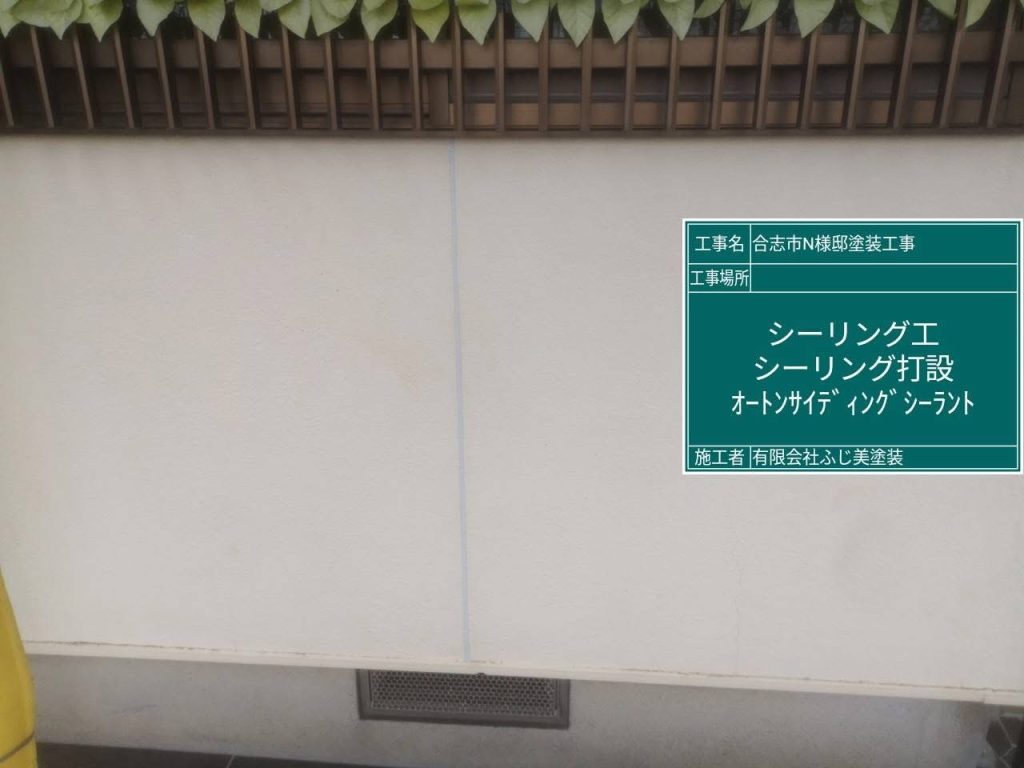 工事名 合志市N様邸塗装工事
工事場所
シーリング工
シーリング打設
ｵｰﾄﾝｻｲﾃﾞｨﾝｸﾞｼｰﾗﾝﾄ
施工者 有限会社ふじ美塗装